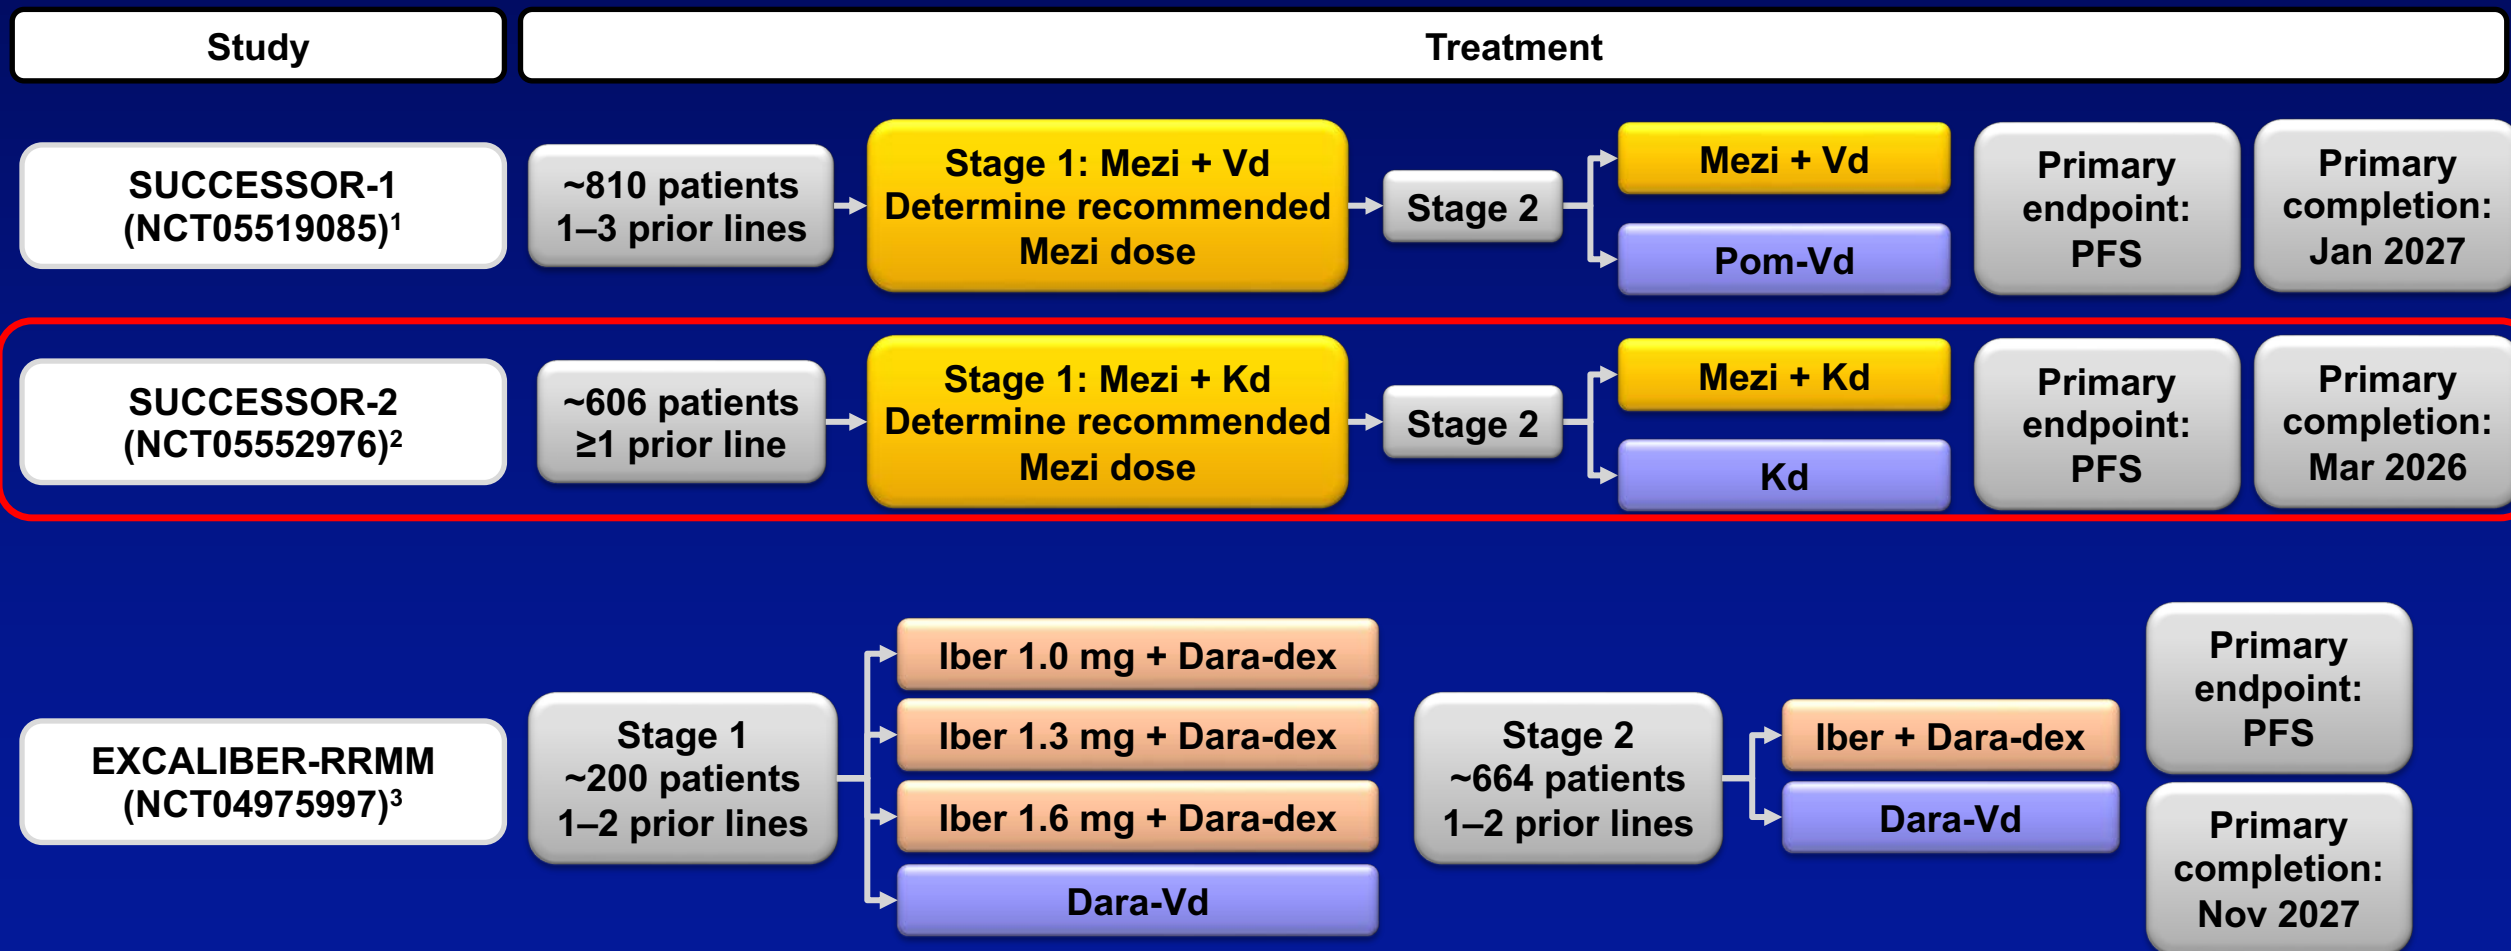 Study
Treatment
SUCCESSOR-1
(NCT05519085)¹
~810 patients
1–3 prior lines
Stage 1: Mezi + Vd
Determine recommended
Mezi dose
Stage 2
Mezi + Vd
Pom-Vd
Primary
endpoint:
PFS
Primary
completion:
Jan 2027
SUCCESSOR-2
(NCT05552976)²
~606 patients
≥1 prior line
Stage 1: Mezi + Kd
Determine recommended
Mezi dose
Stage 2
Mezi + Kd
Kd
Primary
endpoint:
PFS
Primary
completion:
Mar 2026
EXCALIBER-RRMM
(NCT04975997)³
Stage 1
~200 patients
1–2 prior lines
Iber 1.0 mg + Dara-dex
Iber 1.3 mg + Dara-dex
Iber 1.6 mg + Dara-dex
Dara-Vd
Stage 2
~664 patients
1–2 prior lines
Iber + Dara-dex
Dara-Vd
Primary
endpoint:
PFS
Primary
completion:
Nov 2027